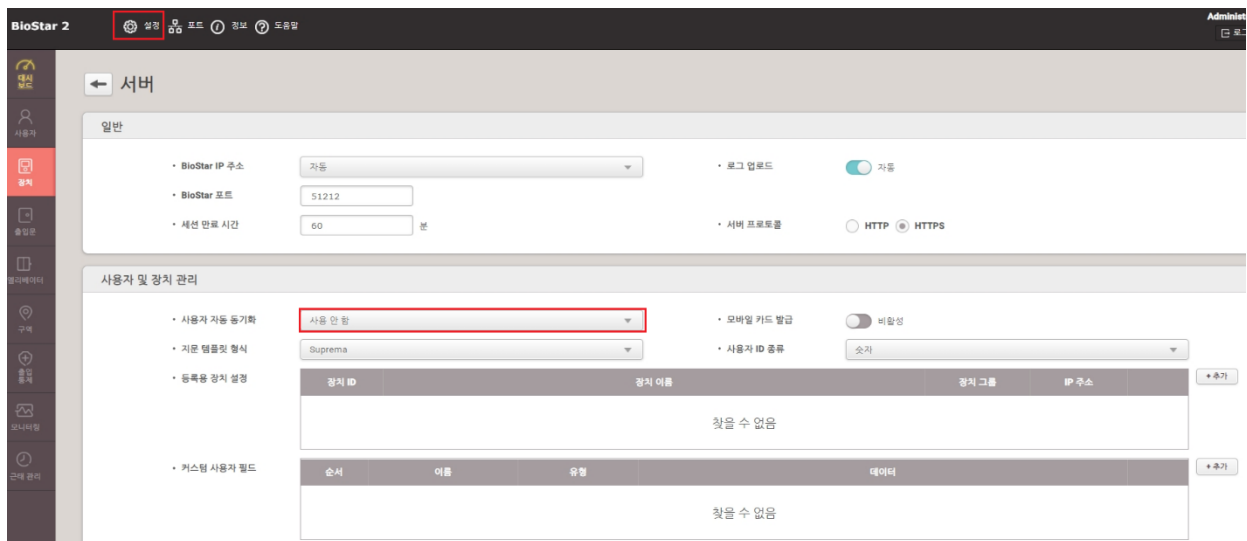 BioStar 2 설정 포트 정보 도움말
Administ
로그
대시
보드
사용자
장치
출입문
엘리베이터
구역
출입
통제
모니터링
근태 관리
서버
일반
• BioStar IP 주소 자동 • 로그 업로드 자동
• BioStar 포트 51212
• 세션 만료 시간 60 분 • 서버 프로토콜 HTTP HTTPS
사용자 및 장치 관리
• 사용자 자동 동기화 사용 안 함 • 모바일 카드 발급 비활성
• 지문 템플릿 형식 Suprema • 사용자 ID 종류 숫자
• 등록용 장치 설정 장치 ID 장치 이름 장치 그룹 IP 주소 + 추가
찾을 수 없음
• 커스텀 사용자 필드 순서 이름 유형 데이터 + 추가
찾을 수 없음